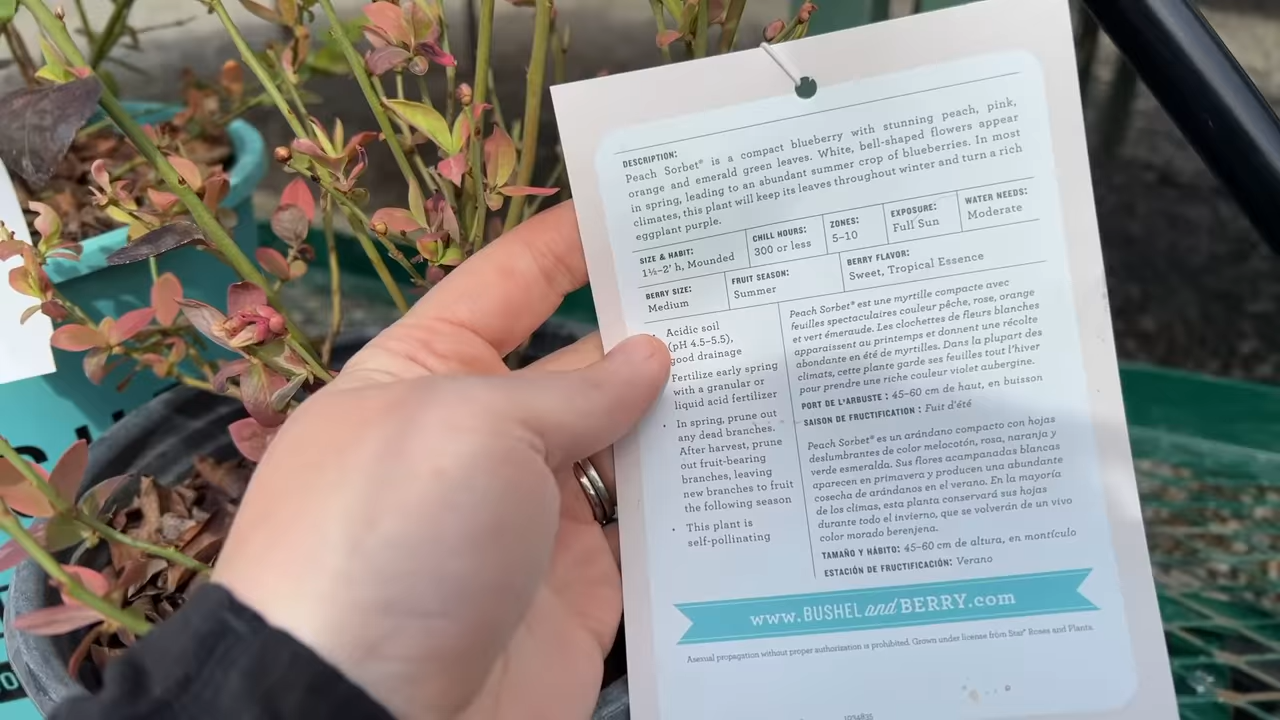 DESCRIPTION:
Peach Sorbet® is a compact blueberry with stunning peach, pink,
orange and emerald green leaves. White, bell-shaped flowers appear
in spring, leading to an abundant summer crop of blueberries. In most
climates, this plant will keep its leaves throughout winter and turn a rich
eggplant purple.
SIZE & HABIT:
1½–2' h, Mounded
CHILL HOURS:
300 or less
ZONES:
5–10
EXPOSURE:
Full Sun
WATER NEEDS:
Moderate
BERRY SIZE:
Medium
FRUIT SEASON:
Summer
BERRY FLAVOR:
Sweet, Tropical Essence
Acidic soil
(pH 4.5–5.5),
good drainage
Fertilize early spring
with a granular or
liquid acid fertilizer
• In spring, prune out
any dead branches.
After harvest, prune
out fruit-bearing
branches, leaving
new branches to fruit
the following season
• This plant is
self-pollinating
Peach Sorbet® est une myrtille compacte avec
feuilles spectaculaires couleur pêche, rose, orange
et vert émeraude. Les clochettes de fleurs blanches
apparaissent au printemps et donnent une récolte
abondante en été de myrtilles. Dans la plupart des
climats, cette plante garde ses feuilles tout l'hiver
pour prendre une riche couleur violet aubergine.
PORT DE L'ARBUSTE : 45–60 cm de haut, en buisson
SAISON DE FRUCTIFICATION : Fuit d'été
Peach Sorbet® es un arándano compacto con hojas
deslumbrantes de color melocotón, rosa, naranja y
verde esmeralda. Sus flores acampanadas blancas
aparecen en primavera y producen una abundante
cosecha de arándanos en el verano. En la mayoría
de los climas, esta planta conservará sus hojas
durante todo el invierno, que se volverán de un vivo
color morado berenjena.
TAMAÑO Y HÁBITO: 45–60 cm de altura, en montículo
ESTACIÓN DE FRUCTIFICACIÓN: Verano
www.BUSHEL and BERRY.com
Asexual propagation without proper authorization is prohibited. Grown under license from Star® Roses and Plants.